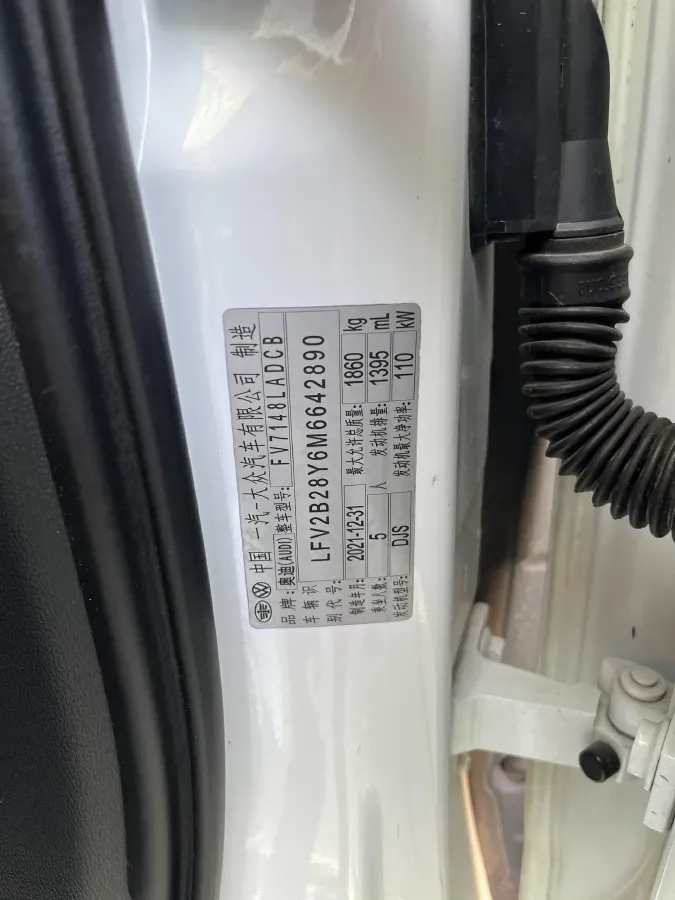 中国 一汽-大众汽车有限公司 制造
品牌: 奥迪(AUDI) 整车型号: FV7148LADCB
车辆识别代号: LFV2B28Y6M6642890
制造年月: 2021-12-31 最大允许总质量: 1860 kg
乘坐人数: 5 人 发动机排量: 1395 mL
发动机型号: DJS 发动机最大净功率: 110 kW